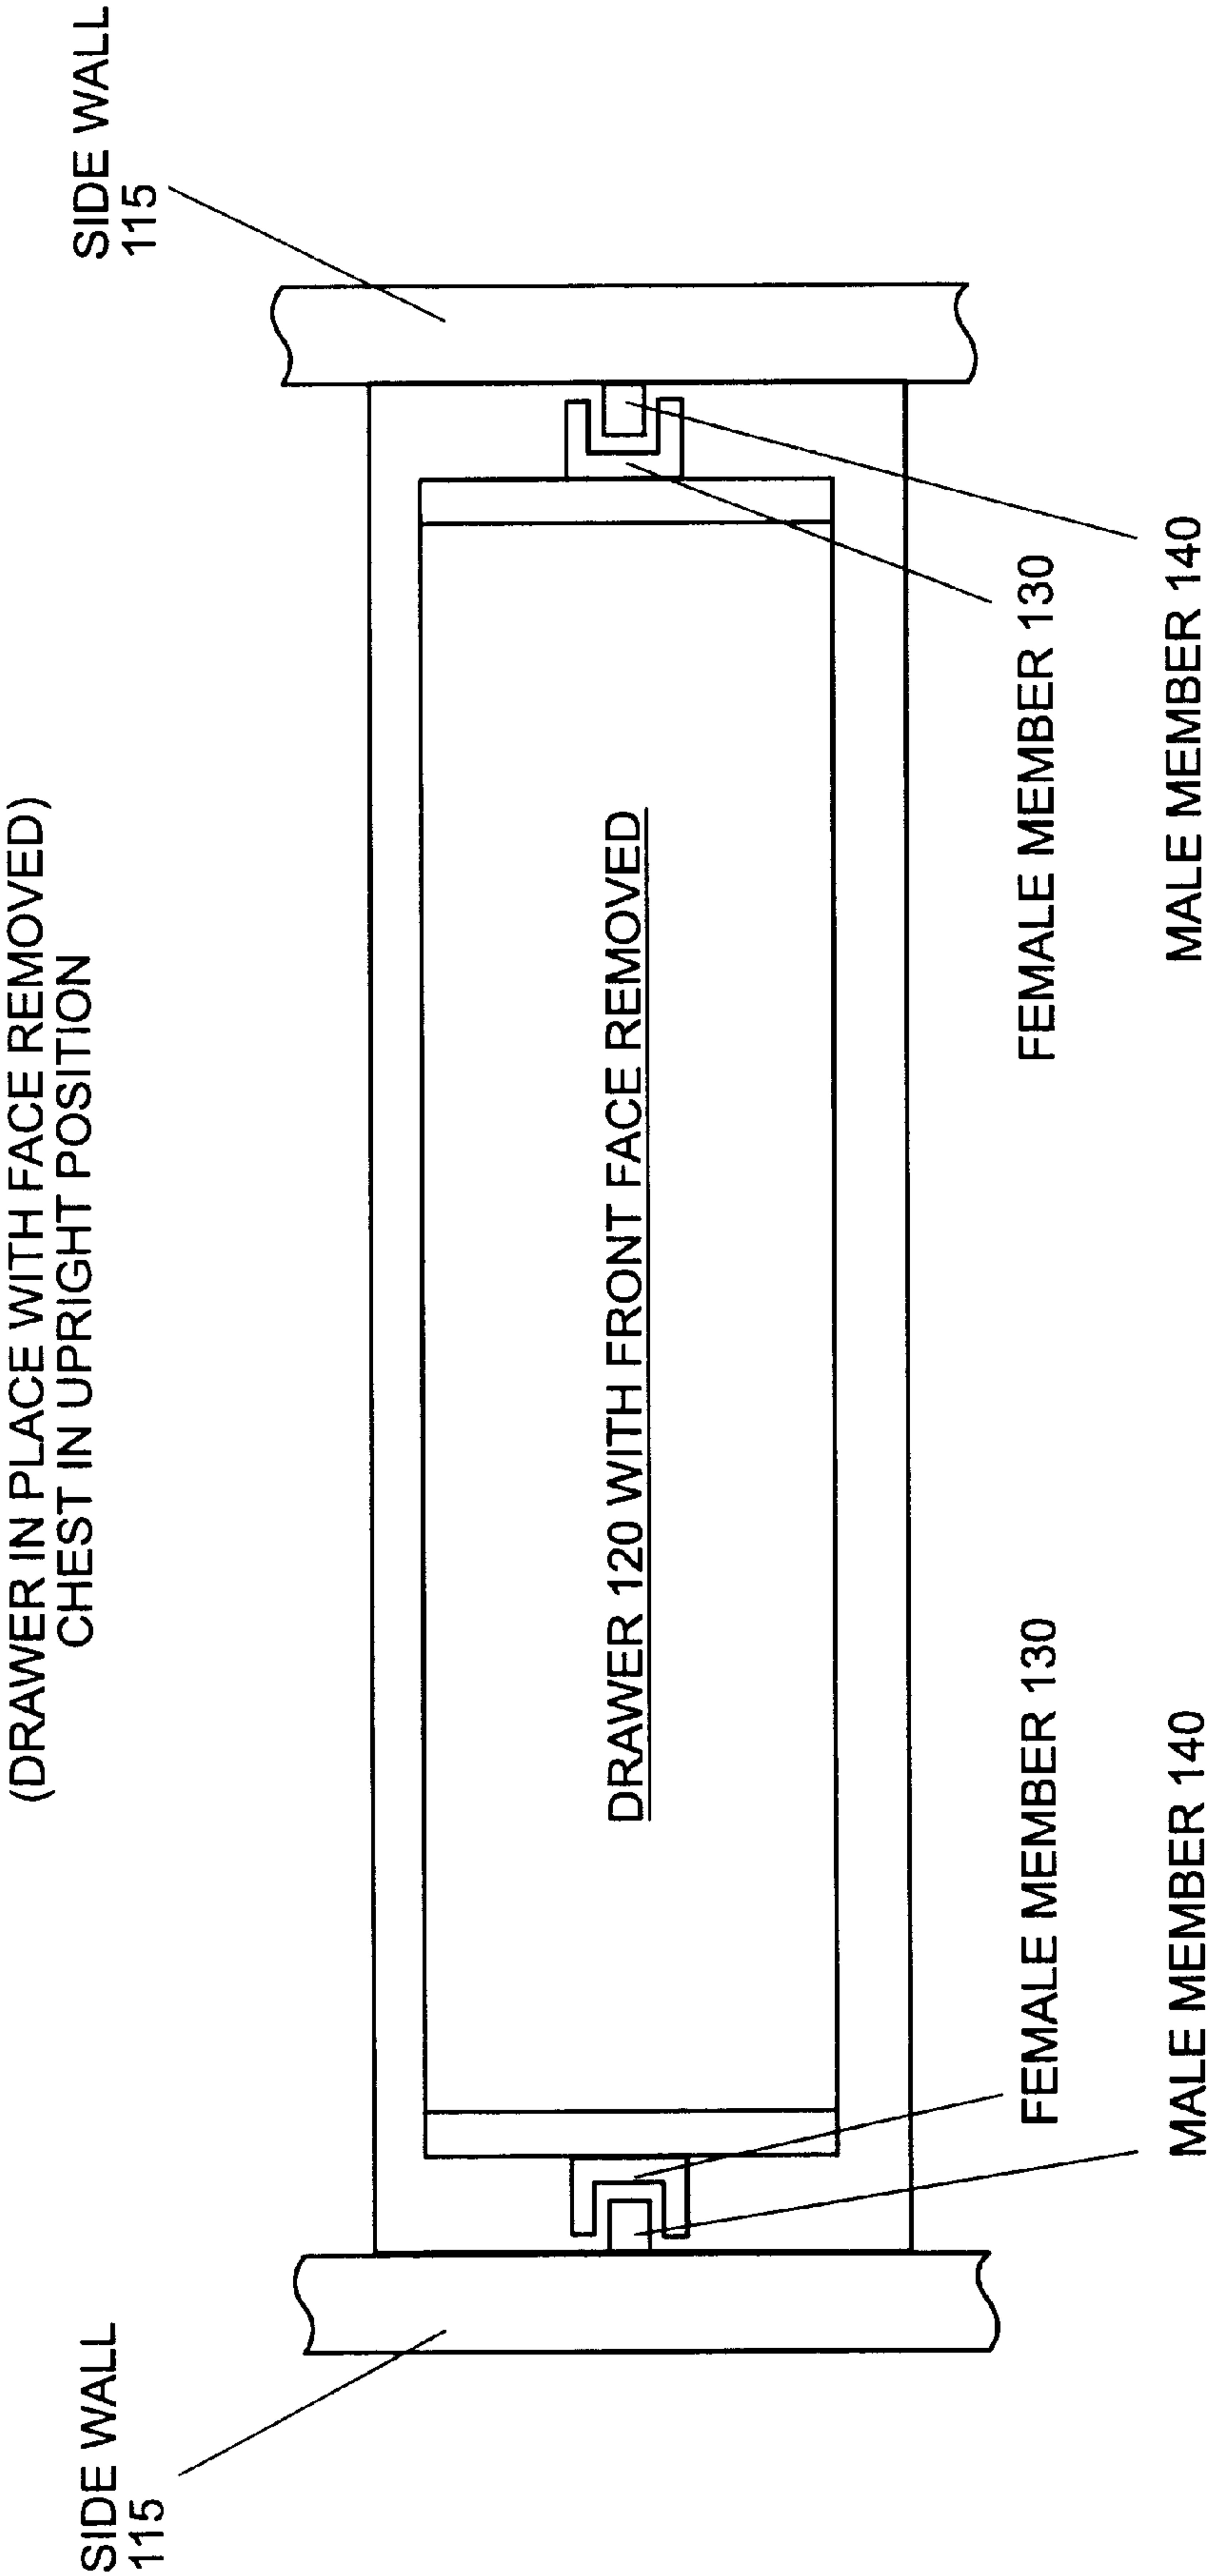 (DRAWER IN PLACE WITH FACE REMOVED)
CHEST IN UPRIGHT POSITION
SIDE WALL
115
SIDE WALL
115
DRAWER 120 WITH FRONT FACE REMOVED
FEMALE MEMBER 130
FEMALE MEMBER 130
MALE MEMBER 140
MALE MEMBER 140